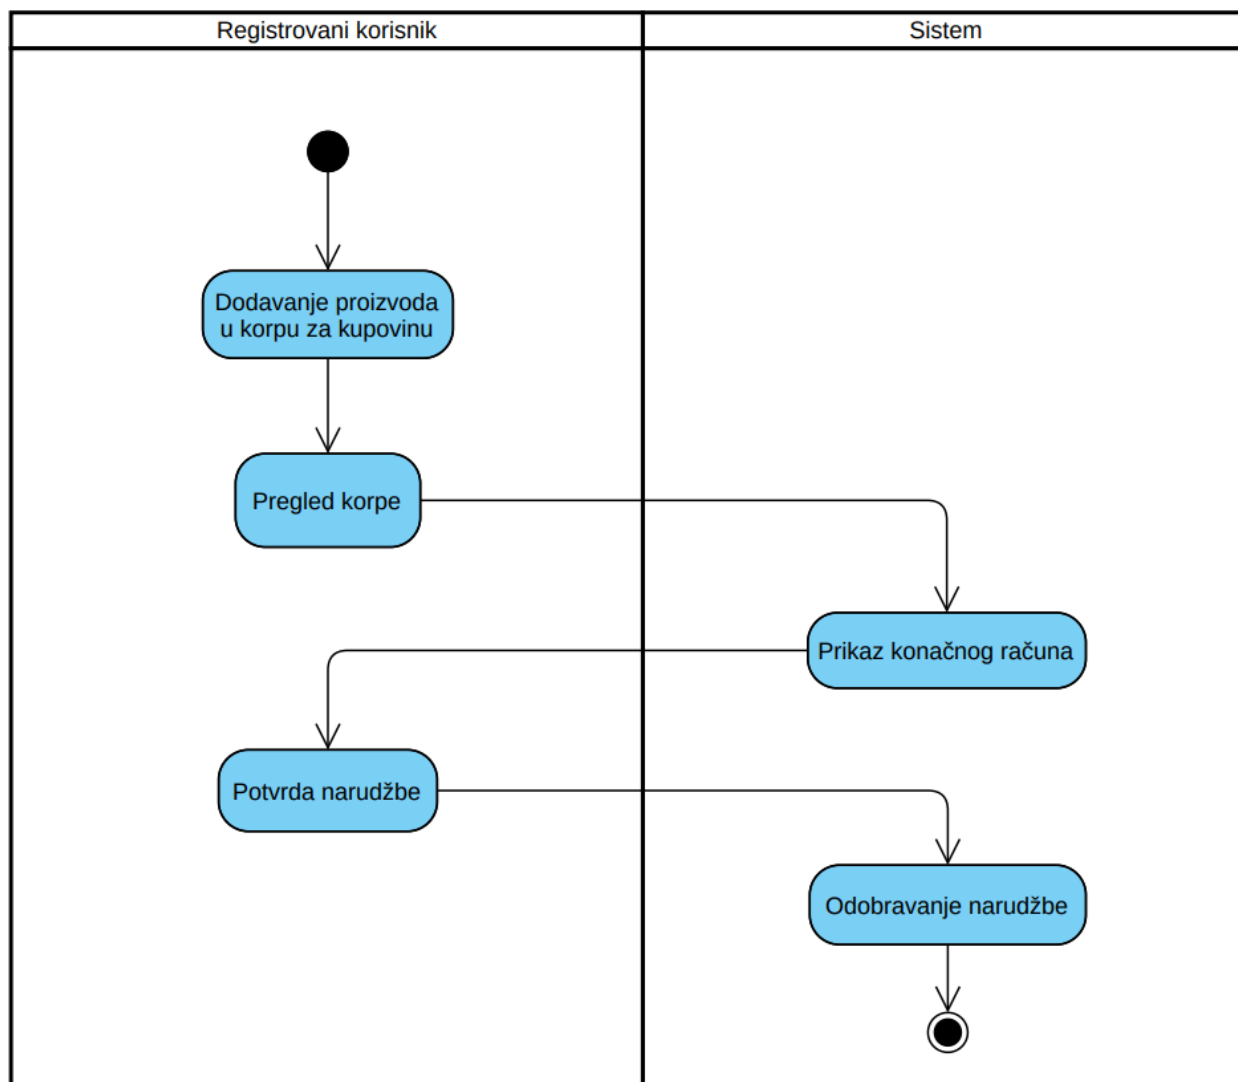 Registrovani korisnik
Sistem
Dodavanje proizvoda
u korpu za kupovinu
Pregled korpe
Prikaz konačnog računa
Potvrda narudžbe
Odobravanje narudžbe